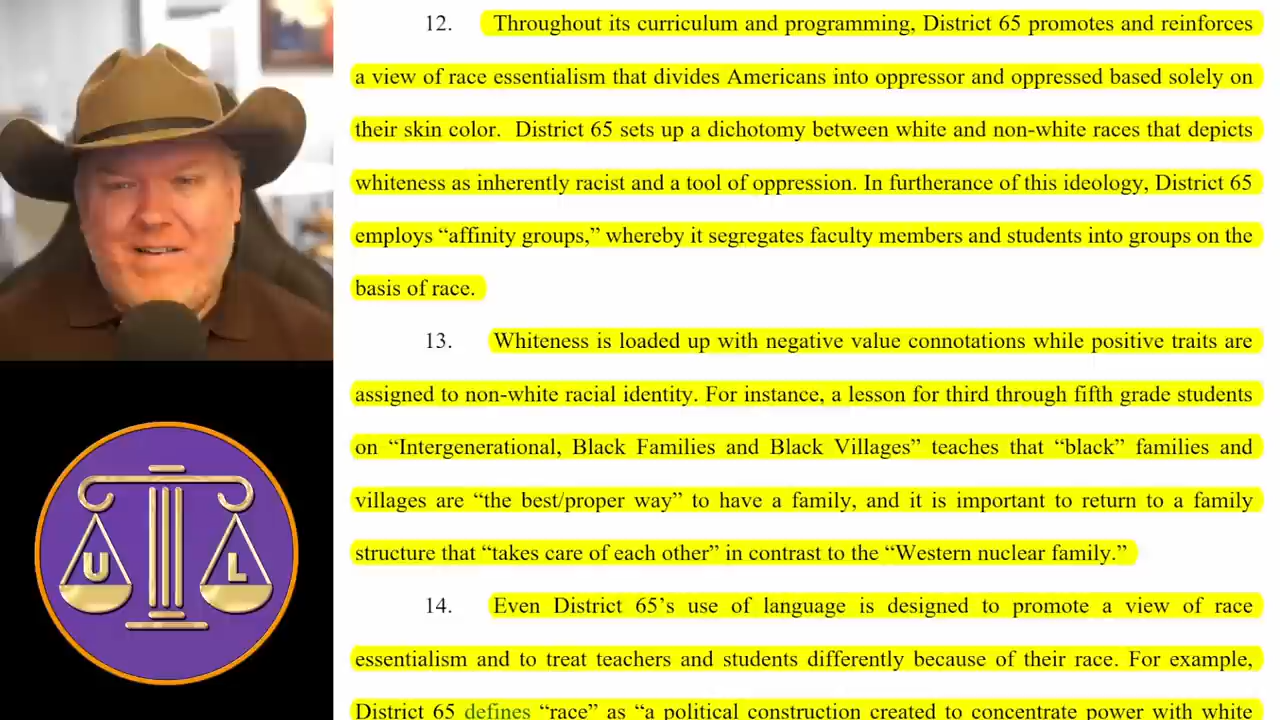 12. Throughout its curriculum and programming, District 65 promotes and reinforces
a view of race essentialism that divides Americans into oppressor and oppressed based solely on
their skin color. District 65 sets up a dichotomy between white and non-white races that depicts
whiteness as inherently racist and a tool of oppression. In furtherance of this ideology, District 65
employs “affinity groups,” whereby it segregates faculty members and students into groups on the
basis of race.
13. Whiteness is loaded up with negative value connotations while positive traits are
assigned to non-white racial identity. For instance, a lesson for third through fifth grade students
on “Intergenerational, Black Families and Black Villages” teaches that “black” families and
villages are “the best/proper way” to have a family, and it is important to return to a family
structure that “takes care of each other” in contrast to the “Western nuclear family.”
14. Even District 65’s use of language is designed to promote a view of race
essentialism and to treat teachers and students differently because of their race. For example,
District 65 defines “race” as “a political construction created to concentrate power with white
U L